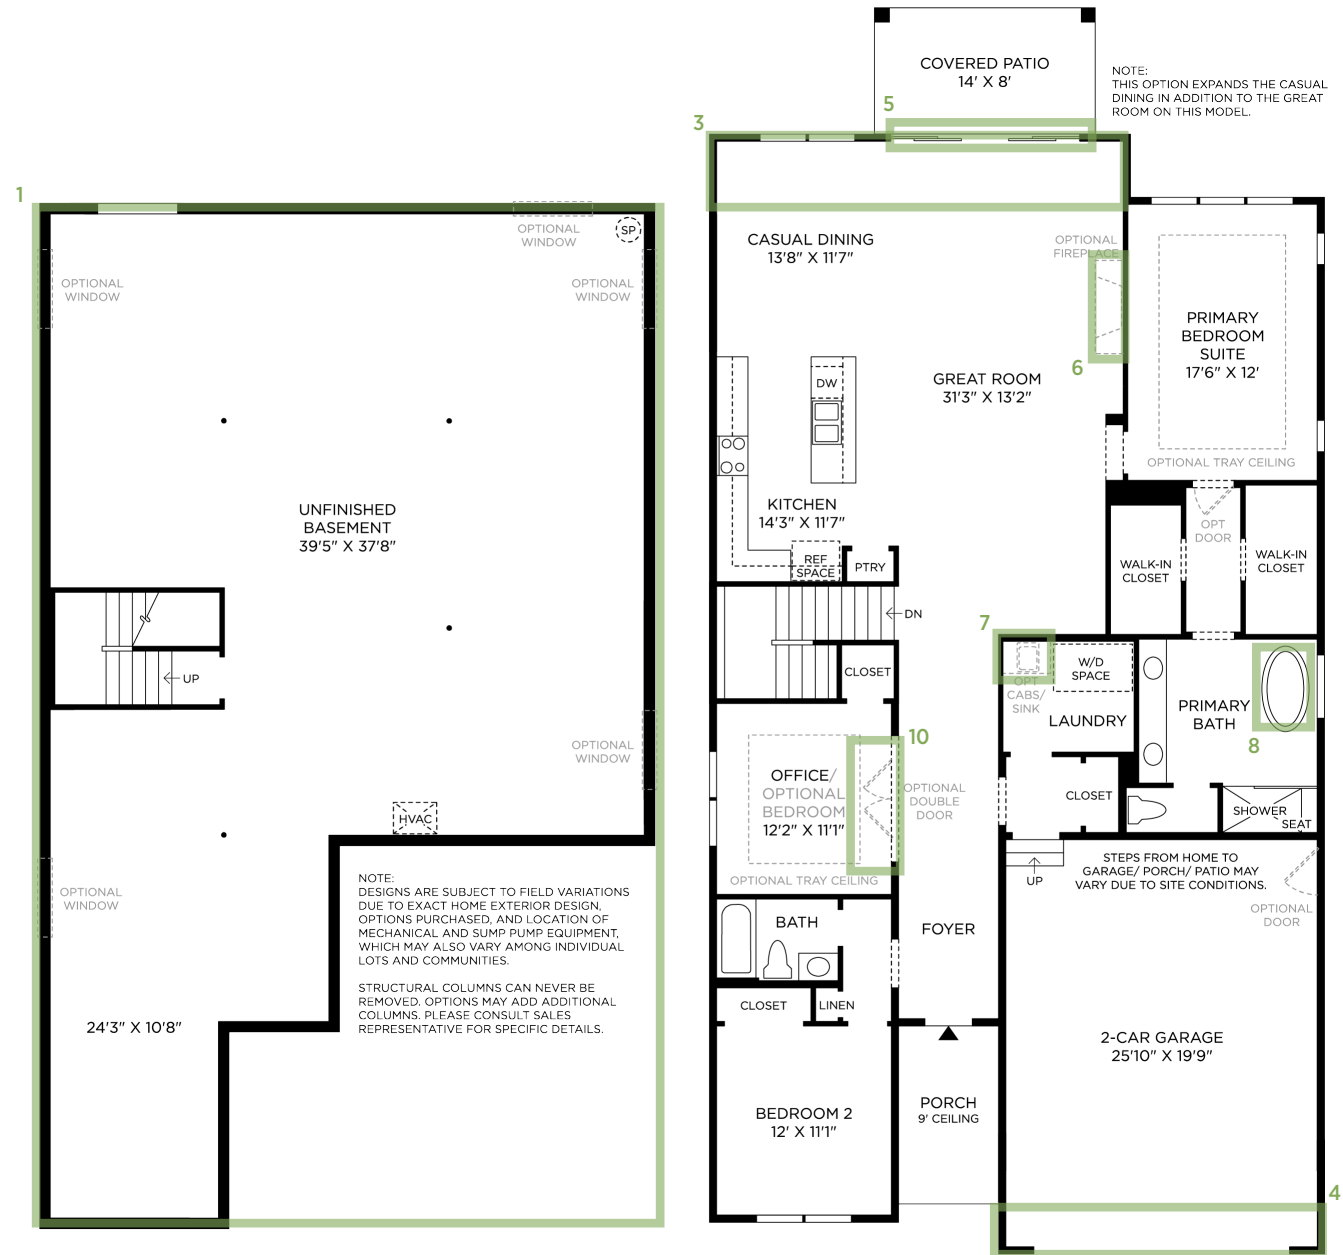 1
OPTIONAL
WINDOW
SP
OPTIONAL
WINDOW
OPTIONAL
WINDOW
UNFINISHED
BASEMENT
39'5" X 37'8"
UP
OPTIONAL
WINDOW
HVAC
OPTIONAL
WINDOW
NOTE:
DESIGNS ARE SUBJECT TO FIELD VARIATIONS
DUE TO EXACT HOME EXTERIOR DESIGN,
OPTIONS PURCHASED, AND LOCATION OF
MECHANICAL AND SUMP PUMP EQUIPMENT,
WHICH MAY ALSO VARY AMONG INDIVIDUAL
LOTS AND COMMUNITIES.
STRUCTURAL COLUMNS CAN NEVER BE
REMOVED. OPTIONS MAY ADD ADDITIONAL
COLUMNS. PLEASE CONSULT SALES
REPRESENTATIVE FOR SPECIFIC DETAILS.
24'3" X 10'8"
COVERED PATIO
14' X 8'
NOTE:
THIS OPTION EXPANDS THE CASUAL
DINING IN ADDITION TO THE GREAT
ROOM ON THIS MODEL.
5
3
CASUAL DINING
13'8" X 11'7"
OPTIONAL
FIREPLACE
6
PRIMARY
BEDROOM
SUITE
17'6" X 12'
OPTIONAL TRAY CEILING
DW
GREAT ROOM
31'3" X 13'2"
KITCHEN
14'3" X 11'7"
REF
SPACE
PTRY
OPT
DOOR
WALK-IN
CLOSET
WALK-IN
CLOSET
DN
7
CLOSET
OPT
CABS/
SINK
W/D
SPACE
LAUNDRY
PRIMARY
BATH
8
10
OFFICE/
OPTIONAL
BEDROOM
12'2" X 11'1"
OPTIONAL TRAY CEILING
OPTIONAL
DOUBLE
DOOR
CLOSET
SHOWER
SEAT
UP
STEPS FROM HOME TO
GARAGE/ PORCH/ PATIO MAY
VARY DUE TO SITE CONDITIONS.
OPTIONAL
DOOR
BATH
FOYER
CLOSET
LINEN
2-CAR GARAGE
25'10" X 19'9"
BEDROOM 2
12' X 11'1"
PORCH
9' CEILING
4